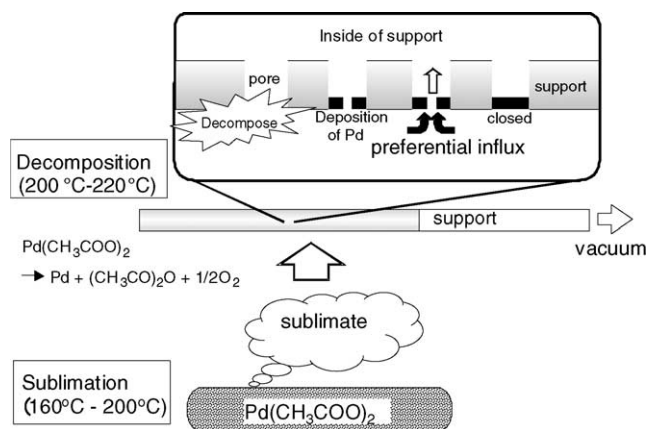 Inside of support
pore
support
Decompose
Deposition
of Pd
closed
preferential influx
Decomposition
(200 °C-220°C)
support
vacuum
Pd(CH₃COO)₂
→ Pd + (CH₃CO)₂O + 1/2O₂
sublimate
Sublimation
(160°C - 200°C)
Pd(CH₃COO)₂